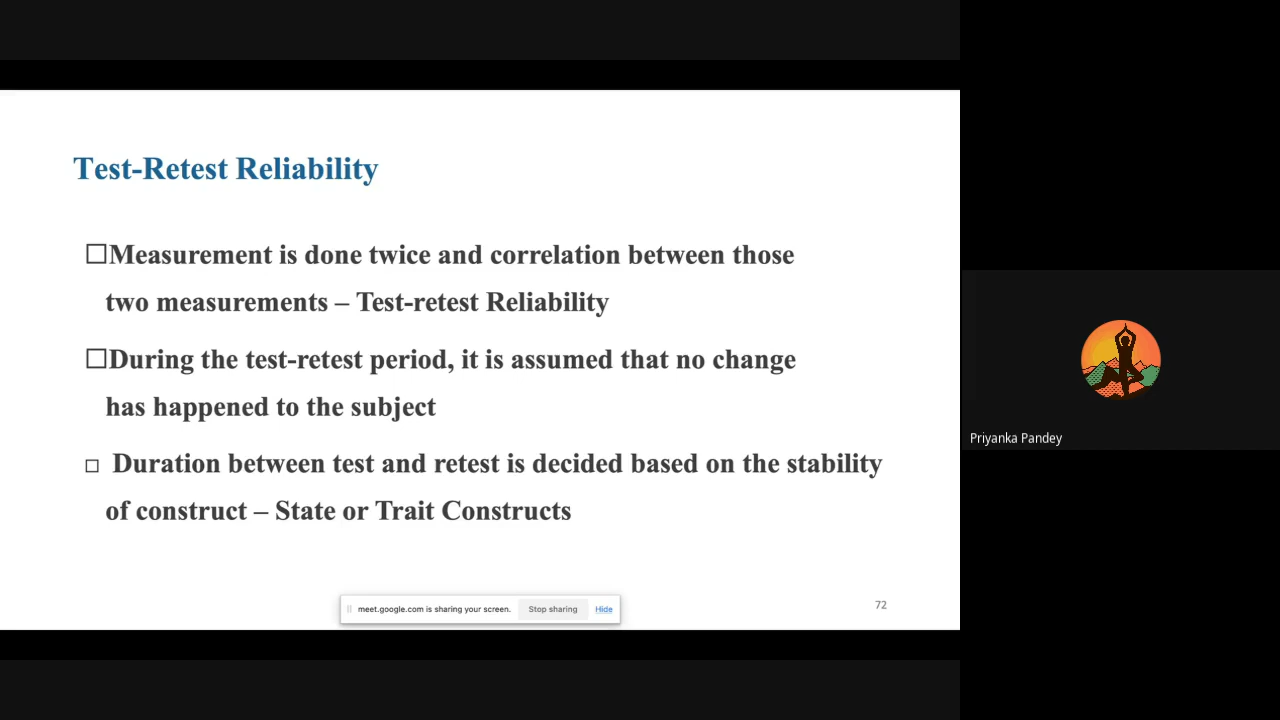 Test-Retest Reliability
☐Measurement is done twice and correlation between those
two measurements – Test-retest Reliability
☐During the test-retest period, it is assumed that no change
has happened to the subject
☐ Duration between test and retest is decided based on the stability
of construct – State or Trait Constructs
Priyanka Pandey
meet.google.com is sharing your screen. Stop sharing Hide
72